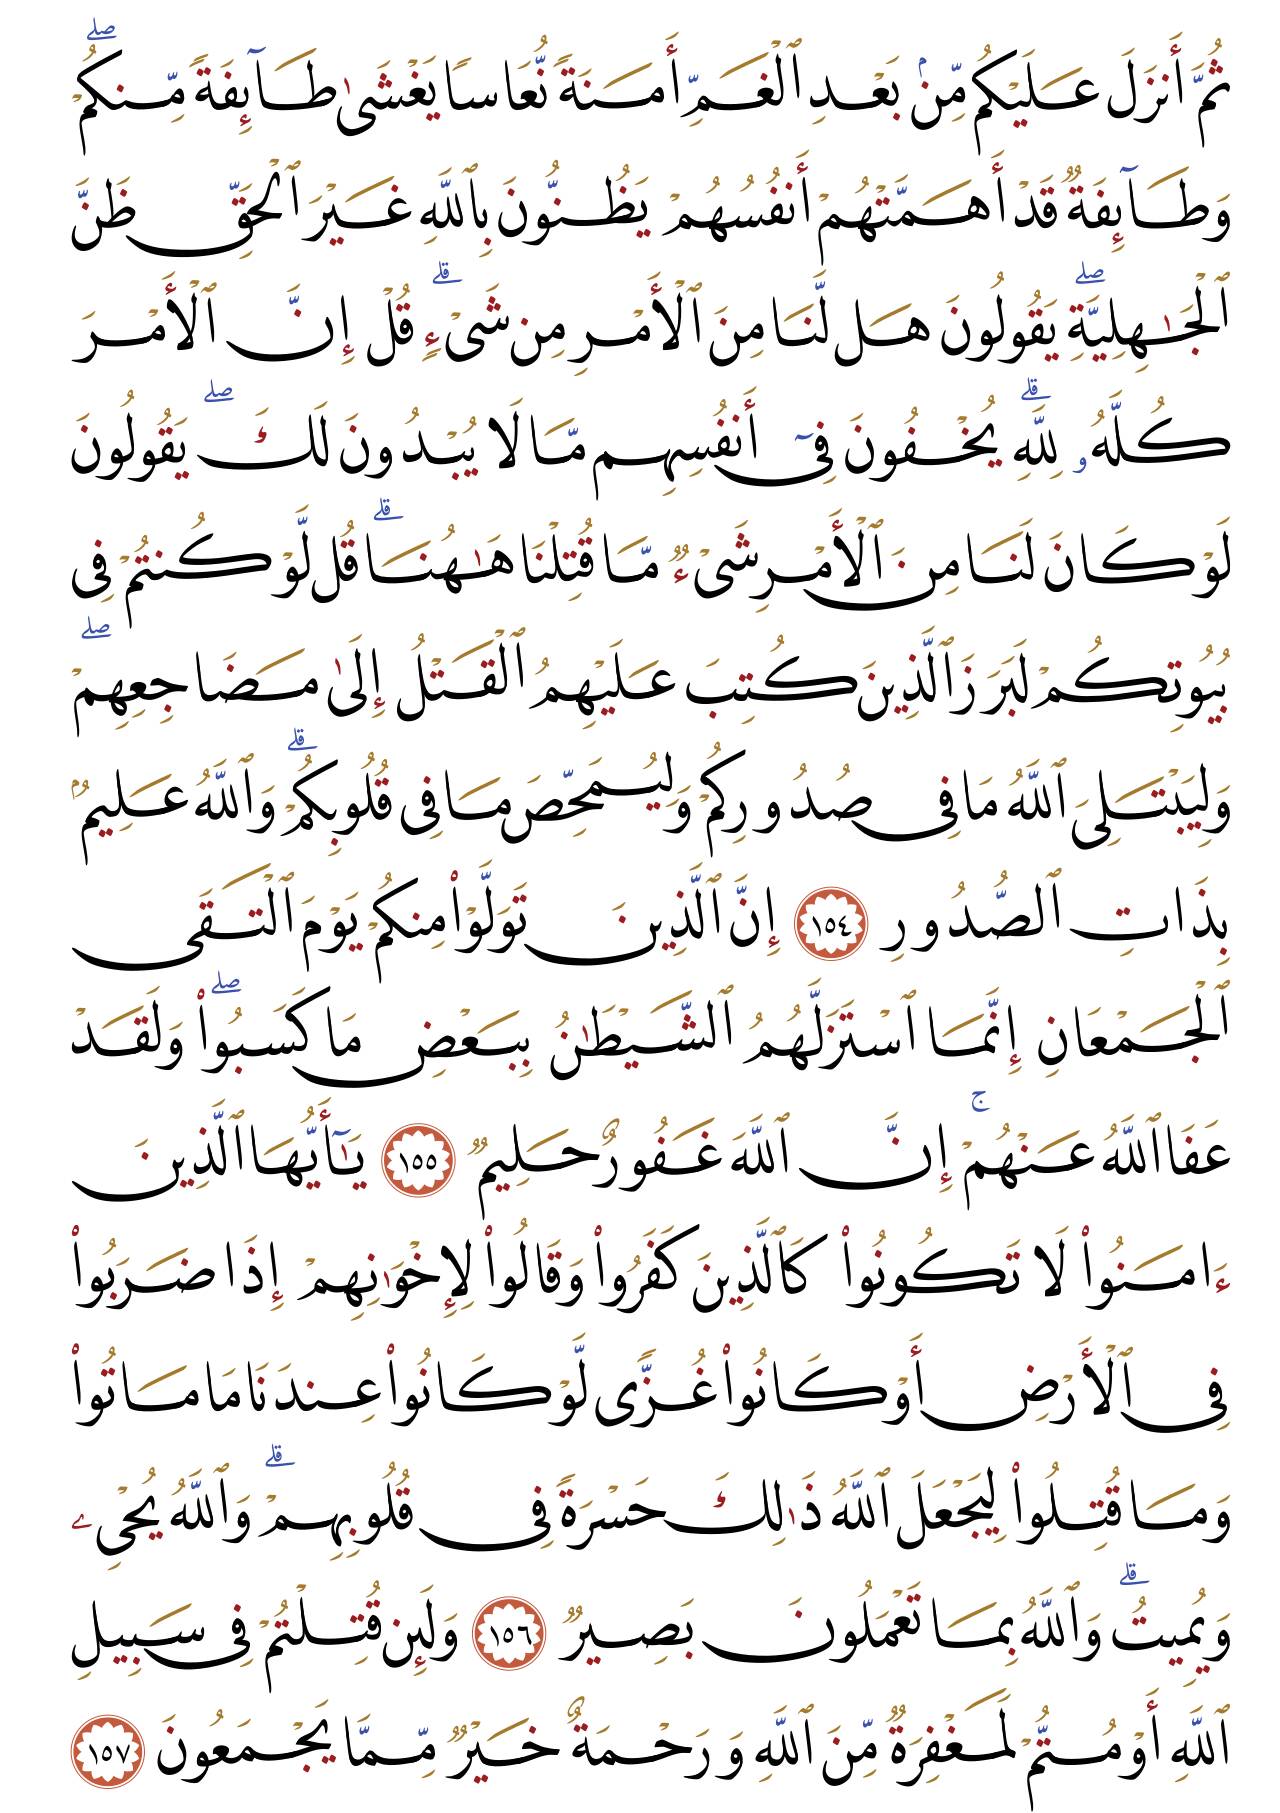 ثُمَّ أَنزَلَ عَلَيْكُم مِّنۢ بَعْدِ ٱلْغَمِّ أَمَنَةً نُّعَاسًا يَغْشَىٰ طَآئِفَةً مِّنكُمْ ۖ
وَطَآئِفَةٌ قَدْ أَهَمَّتْهُمْ أَنفُسُهُمْ يَظُنُّونَ بِٱللَّهِ غَيْرَ ٱلْحَقِّ ظَنَّ
ٱلْجَٰهِلِيَّةِ ۖ يَقُولُونَ هَل لَّنَا مِنَ ٱلْأَمْرِ مِن شَىْءٍ ۗ قُلْ إِنَّ ٱلْأَمْرَ
كُلَّهُۥ لِلَّهِ ۗ يُخْفُونَ فِىٓ أَنفُسِهِم مَّا لَا يُبْدُونَ لَكَ ۖ يَقُولُونَ
لَوْ كَانَ لَنَا مِنَ ٱلْأَمْرِ شَىْءٌ مَّا قُتِلْنَا هَٰهُنَا ۗ قُل لَّوْ كُنتُمْ فِى
بُيُوتِكُمْ لَبَرَزَ ٱلَّذِينَ كُتِبَ عَلَيْهِمُ ٱلْقَتْلُ إِلَىٰ مَضَاجِعِهِمْ ۖ
وَلِيَبْتَلِىَ ٱللَّهُ مَا فِى صُدُورِكُمْ وَلِيُمَحِّصَ مَا فِى قُلُوبِكُمْ ۗ وَٱللَّهُ عَلِيمٌۢ
بِذَاتِ ٱلصُّدُورِ ١٥٤ إِنَّ ٱلَّذِينَ تَوَلَّوْا۟ مِنكُمْ يَوْمَ ٱلْتَقَى
ٱلْجَمْعَانِ إِنَّمَا ٱسْتَزَلَّهُمُ ٱلشَّيْطَٰنُ بِبَعْضِ مَا كَسَبُوا۟ ۖ وَلَقَدْ
عَفَا ٱللَّهُ عَنْهُمْ ۚ إِنَّ ٱللَّهَ غَفُورٌ حَلِيمٌ ١٥٥ يَٰٓأَيُّهَا ٱلَّذِينَ
ءَامَنُوا۟ لَا تَكُونُوا۟ كَٱلَّذِينَ كَفَرُوا۟ وَقَالُوا۟ لِإِخْوَٰنِهِمْ إِذَا ضَرَبُوا۟
فِى ٱلْأَرْضِ أَوْ كَانُوا۟ غُزًّى لَّوْ كَانُوا۟ عِندَنَا مَا مَاتُوا۟
وَمَا قُتِلُوا۟ لِيَجْعَلَ ٱللَّهُ ذَٰلِكَ حَسْرَةً فِى قُلُوبِهِمْ ۗ وَٱللَّهُ يُحْىِۦ
وَيُمِيتُ ۗ وَٱللَّهُ بِمَا تَعْمَلُونَ بَصِيرٌ ١٥٦ وَلَئِن قُتِلْتُمْ فِى سَبِيلِ
ٱللَّهِ أَوْ مُتُّمْ لَمَغْفِرَةٌ مِّنَ ٱللَّهِ وَرَحْمَةٌ خَيْرٌ مِّمَّا يَجْمَعُونَ ١٥٧